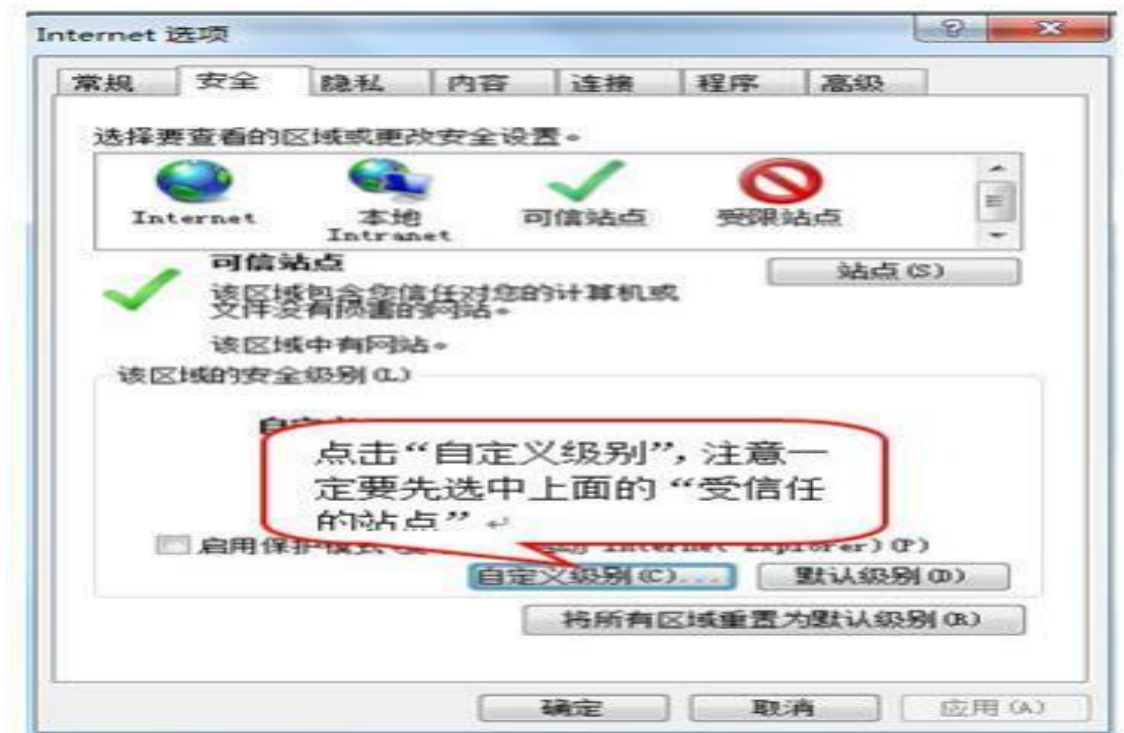 Internet 选项
常规 安全 隐私 内容 连接 程序 高级
选择要查看的区域或更改安全设置。
Internet 本地 Intranet 可信站点 受限站点
可信站点
站点(S)
该区域包含您信任对您的计算机或
文件没有损害的网站。
该区域中有网站。
该区域的安全级别(L)
点击“自定义级别”,注意一
定要先选中上面的“受信任
的站点”↵
启用保护模式 Internet Explorer)(P)
自定义级别(C)... 默认级别(D)
将所有区域重置为默认级别(R)
确定 取消 应用(A)